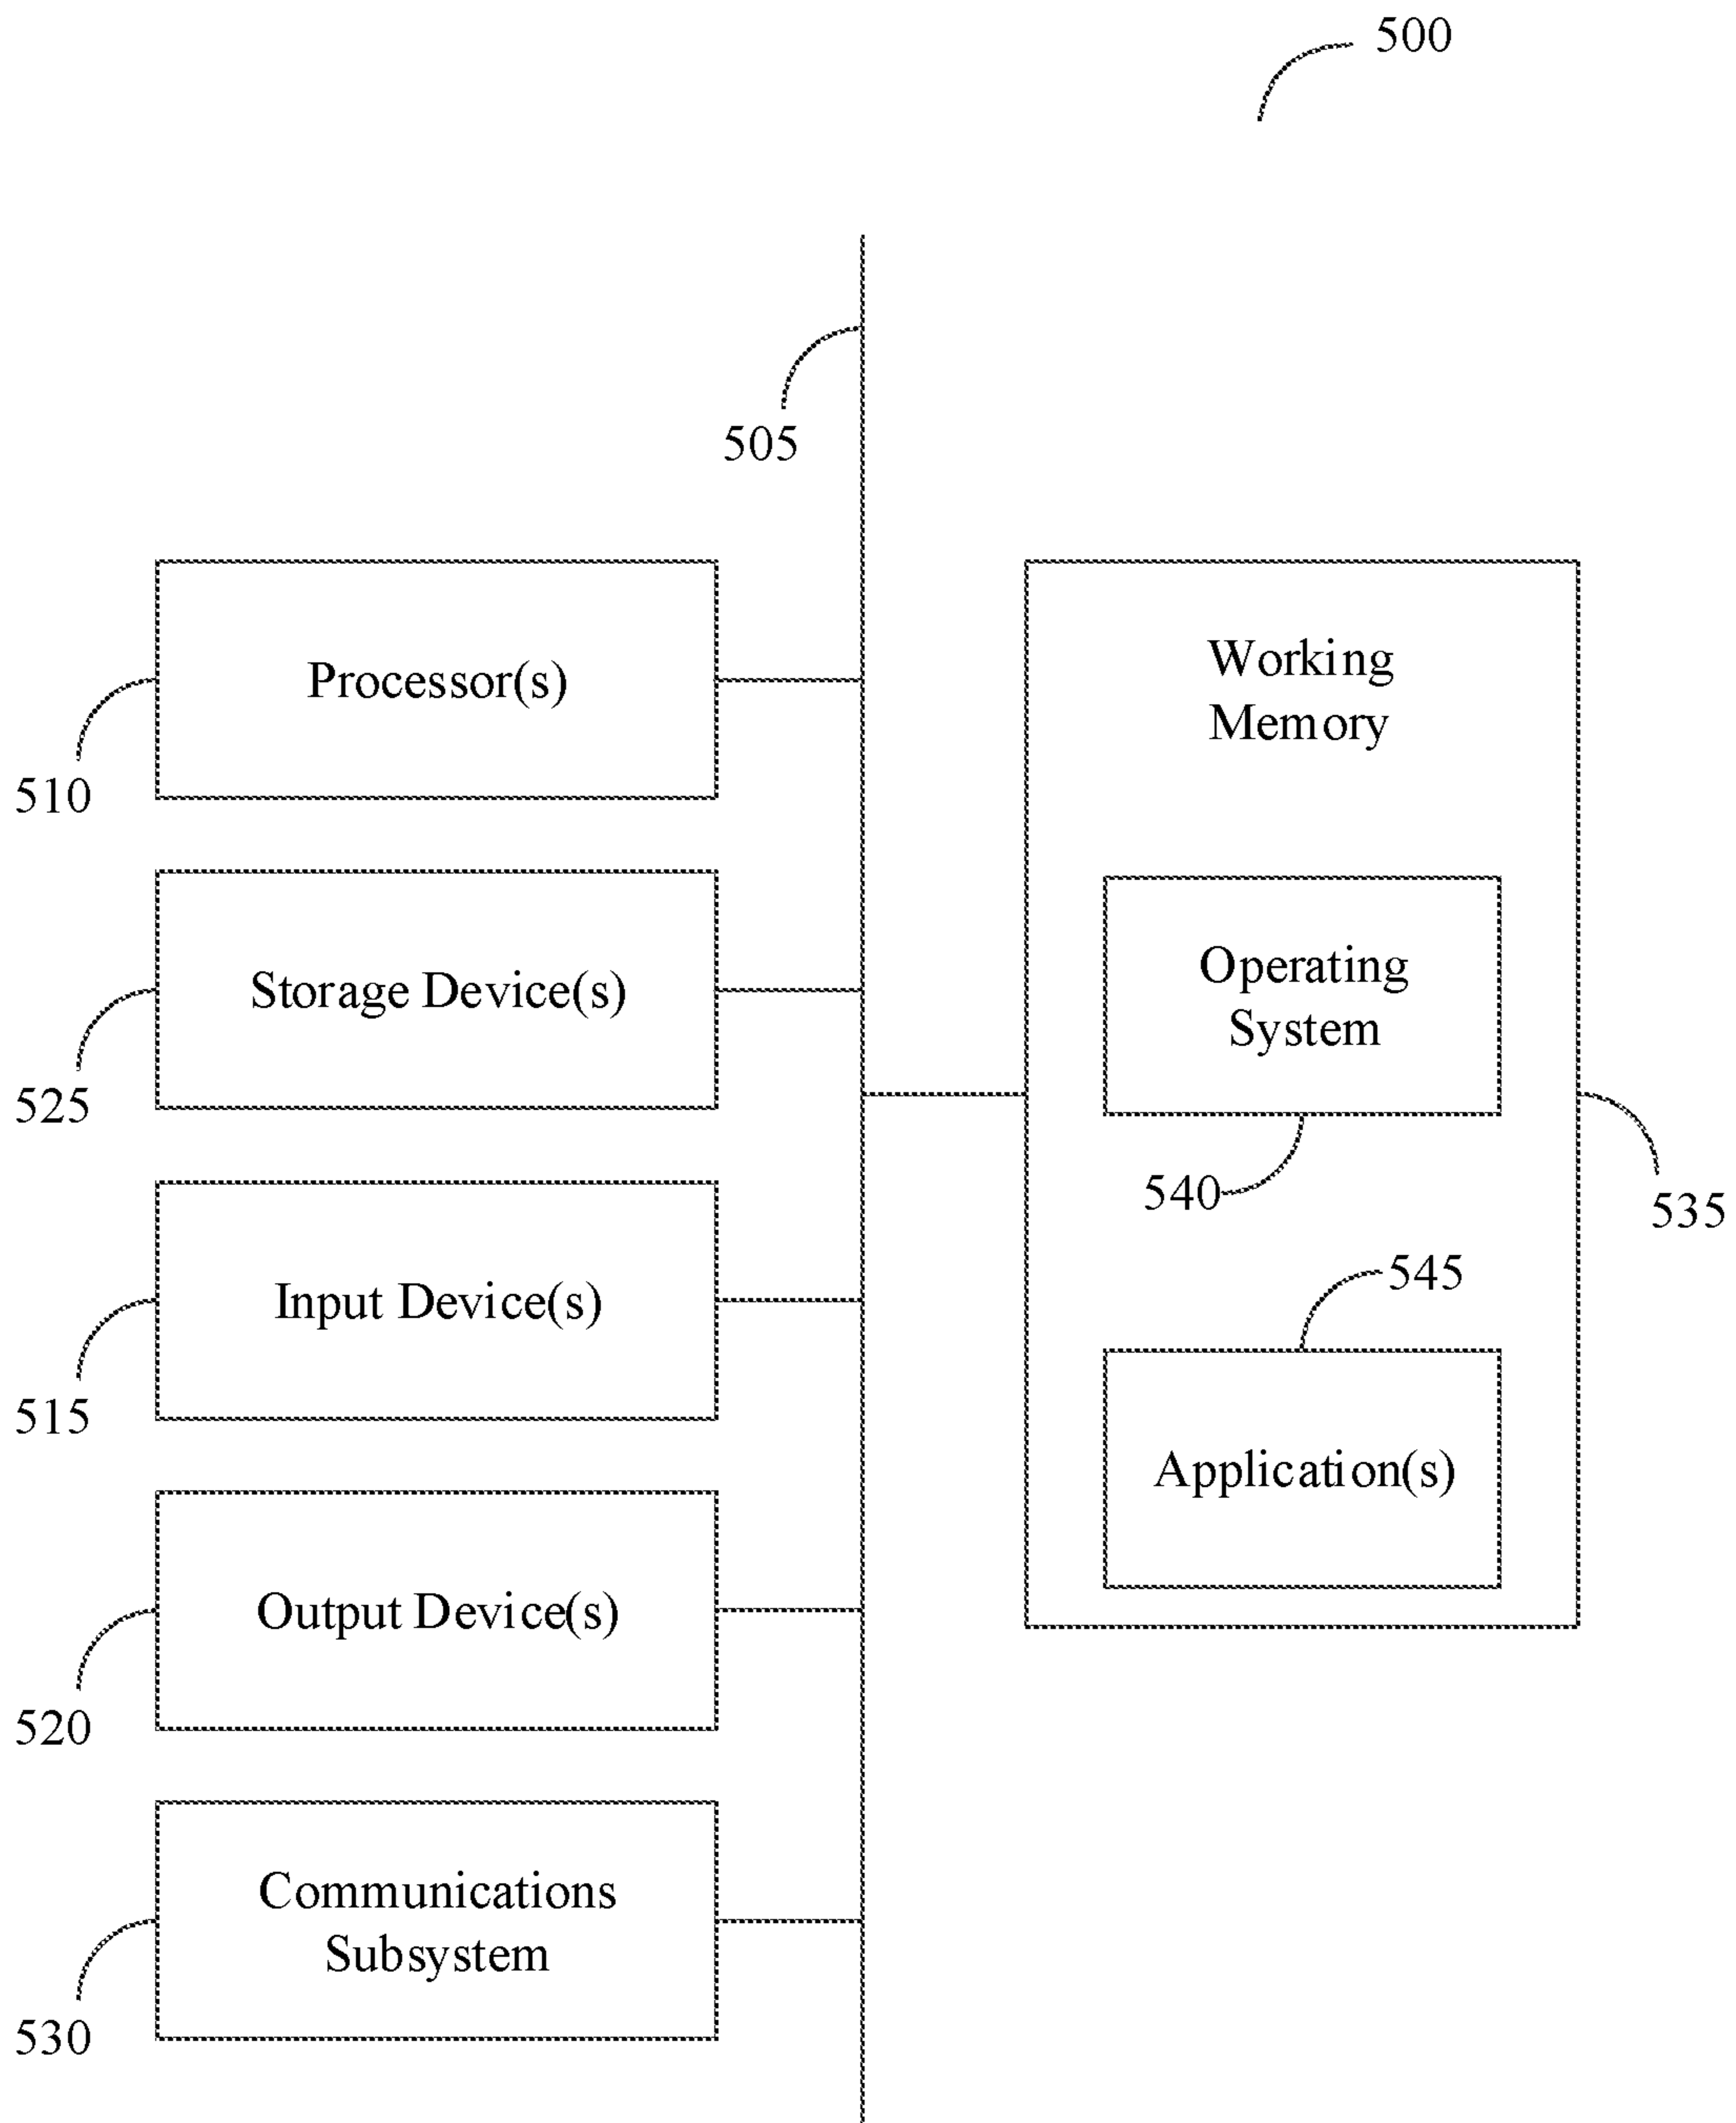 500
505
Processor(s)
510
Storage Device(s)
525
Input Device(s)
515
Output Device(s)
520
Communications
Subsystem
530
Working
Memory
Operating
System
540
535
545
Application(s)